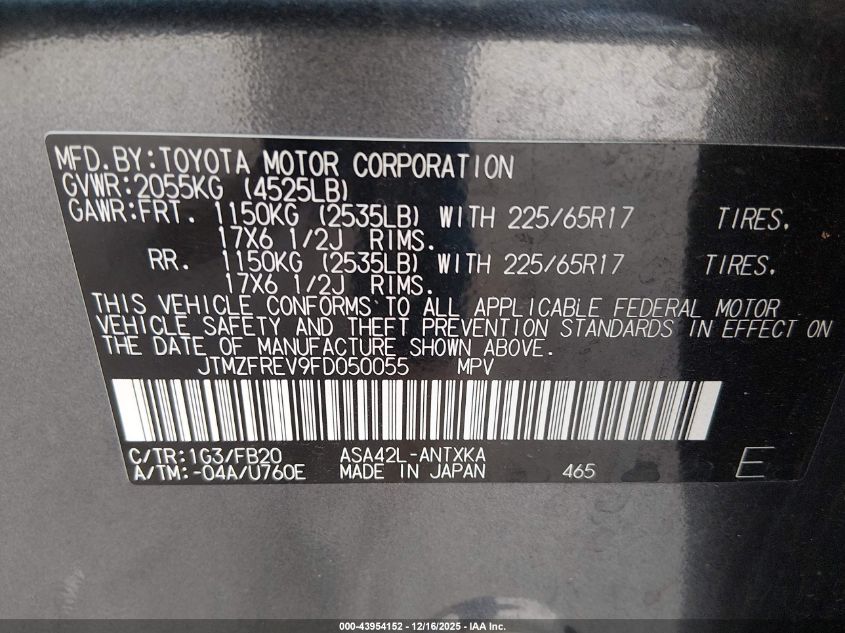 MFD.BY:TOYOTA MOTOR CORPORATION
GVWR:2055KG (4525LB)
GAWR:FRT. 1150KG (2535LB) WITH 225/65R17 TIRES.
17X6 1/2J RIMS.
RR. 1150KG (2535LB) WITH 225/65R17 TIRES.
17X6 1/2J RIMS.
THIS VEHICLE CONFORMS TO ALL APPLICABLE FEDERAL MOTOR
VEHICLE SAFETY AND THEFT PREVENTION STANDARDS IN EFFECT ON
THE DATE OF MANUFACTURE SHOWN ABOVE.
JTMZFREV9FD050055 MPV
C/TR:1G3/FB20 ASA42L-ANTXKA
A/TM:-04A/U760E MADE IN JAPAN 465 E
000-43954152 - 12/16/2025 - IAA Inc.